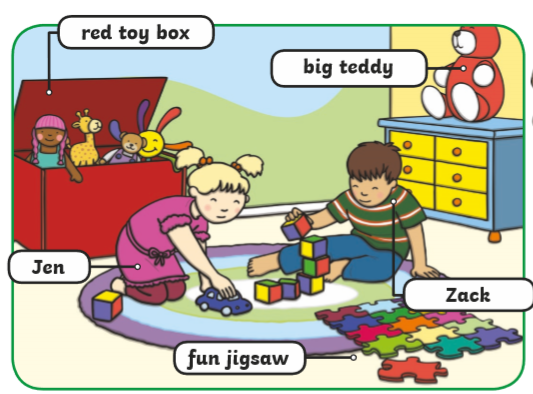 red toy box
big teddy
Jen
Zack
fun jigsaw